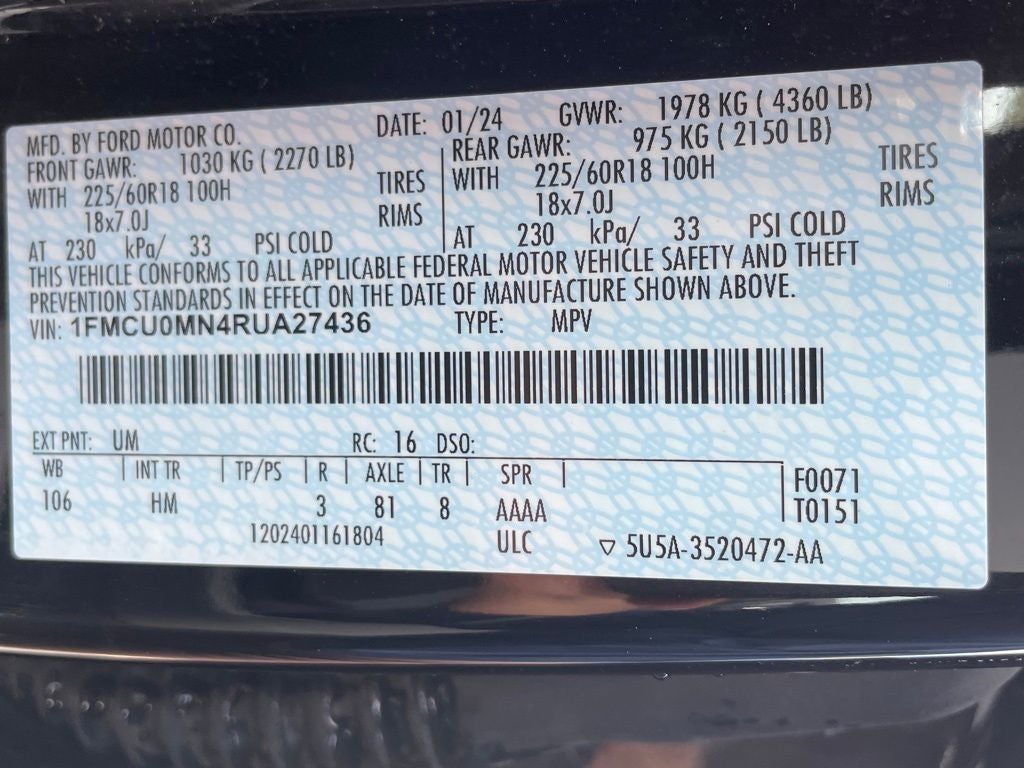 MFD. BY FORD MOTOR CO. DATE: 01/24 GVWR: 1978 KG ( 4360 LB)
FRONT GAWR: 1030 KG ( 2270 LB) REAR GAWR: 975 KG ( 2150 LB)
WITH 225/60R18 100H TIRES WITH 225/60R18 100H TIRES
18x7.0J RIMS 18x7.0J RIMS
AT 230 kPa/ 33 PSI COLD AT 230 kPa/ 33 PSI COLD
THIS VEHICLE CONFORMS TO ALL APPLICABLE FEDERAL MOTOR VEHICLE SAFETY AND THEFT
PREVENTION STANDARDS IN EFFECT ON THE DATE OF MANUFACTURE SHOWN ABOVE.
VIN: 1FMCU0MN4RUA27436 TYPE: MPV
EXT PNT: UM RC: 16 DSO:
WB INT TR TP/PS R AXLE TR SPR F0071
106 HM 3 81 8 AAAA T0151
1202401161804 ULC ▽ 5U5A-3520472-AA